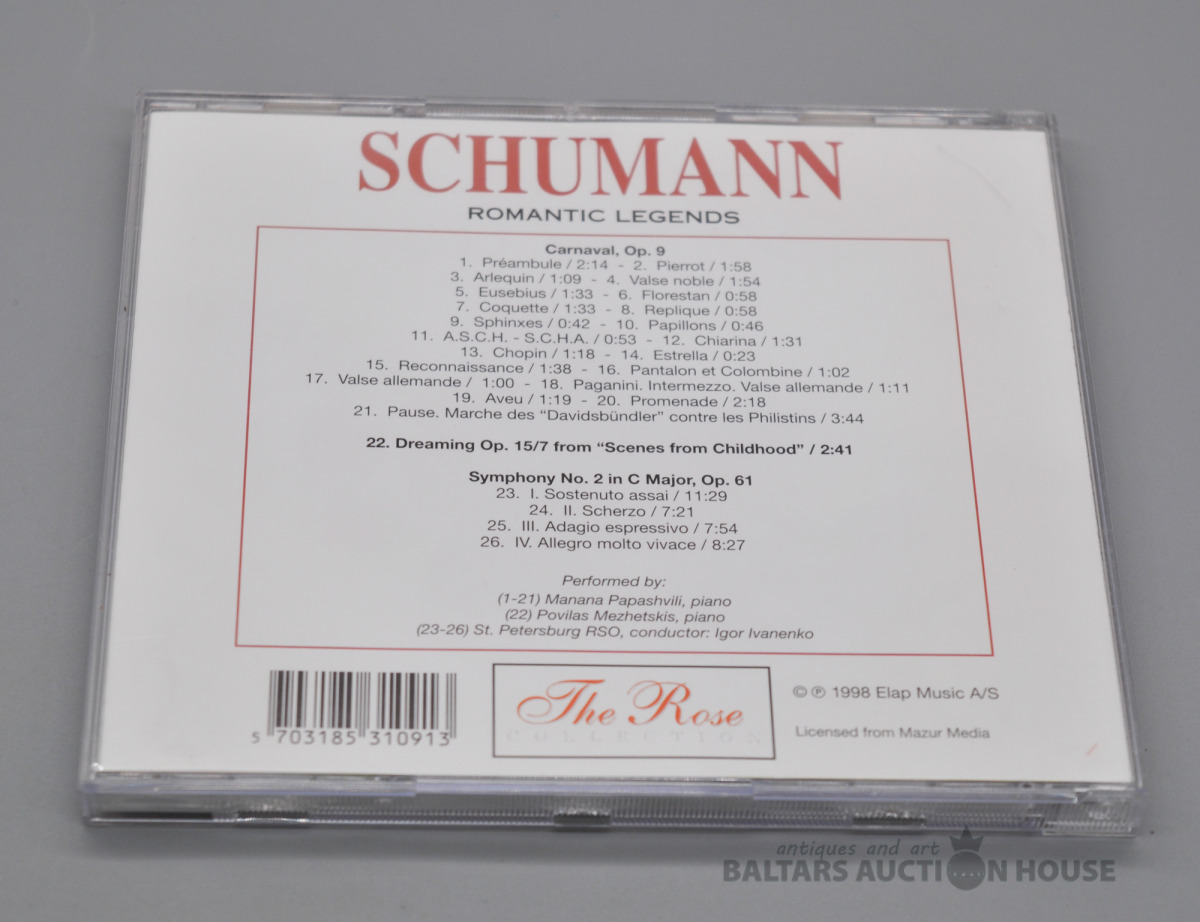 SCHUMANN
ROMANTIC LEGENDS
Carnaval, Op. 9
1. Préambule / 2:14 - 2. Pierrot / 1:58
3. Arlequin / 1:09 - 4. Valse noble / 1:54
5. Eusebius / 1:33 - 6. Florestan / 0:58
7. Coquette / 1:33 - 8. Replique / 0:58
9. Sphinxes / 0:42 - 10. Papillons / 0:46
11. A.S.C.H. - S.C.H.A. / 0:53 - 12. Chiarina / 1:31
13. Chopin / 1:18 - 14. Estrella / 0:23
15. Reconnaissance / 1:38 - 16. Pantalon et Colombine / 1:02
17. Valse allemande / 1:00 - 18. Paganini. Intermezzo. Valse allemande / 1:11
19. Aveu / 1:19 - 20. Promenade / 2:18
21. Pause. Marche des "Davidsbündler" contre les Philistins / 3:44
22. Dreaming Op. 15/7 from "Scenes from Childhood" / 2:41
Symphony No. 2 in C Major, Op. 61
23. I. Sostenuto assai / 11:29
24. II. Scherzo / 7:21
25. III. Adagio espressivo / 7:54
26. IV. Allegro molto vivace / 8:27
Performed by:
(1-21) Manana Papashvili, piano
(22) Povilas Mezhetskis, piano
(23-26) St. Petersburg RSO, conductor: Igor Ivanenko
5 703185 310913
The Rose
COLLECTION
© ℗ 1998 Elap Music A/S
Licensed from Mazur Media
antiques and art
BALTARS AUCTION HOUSE